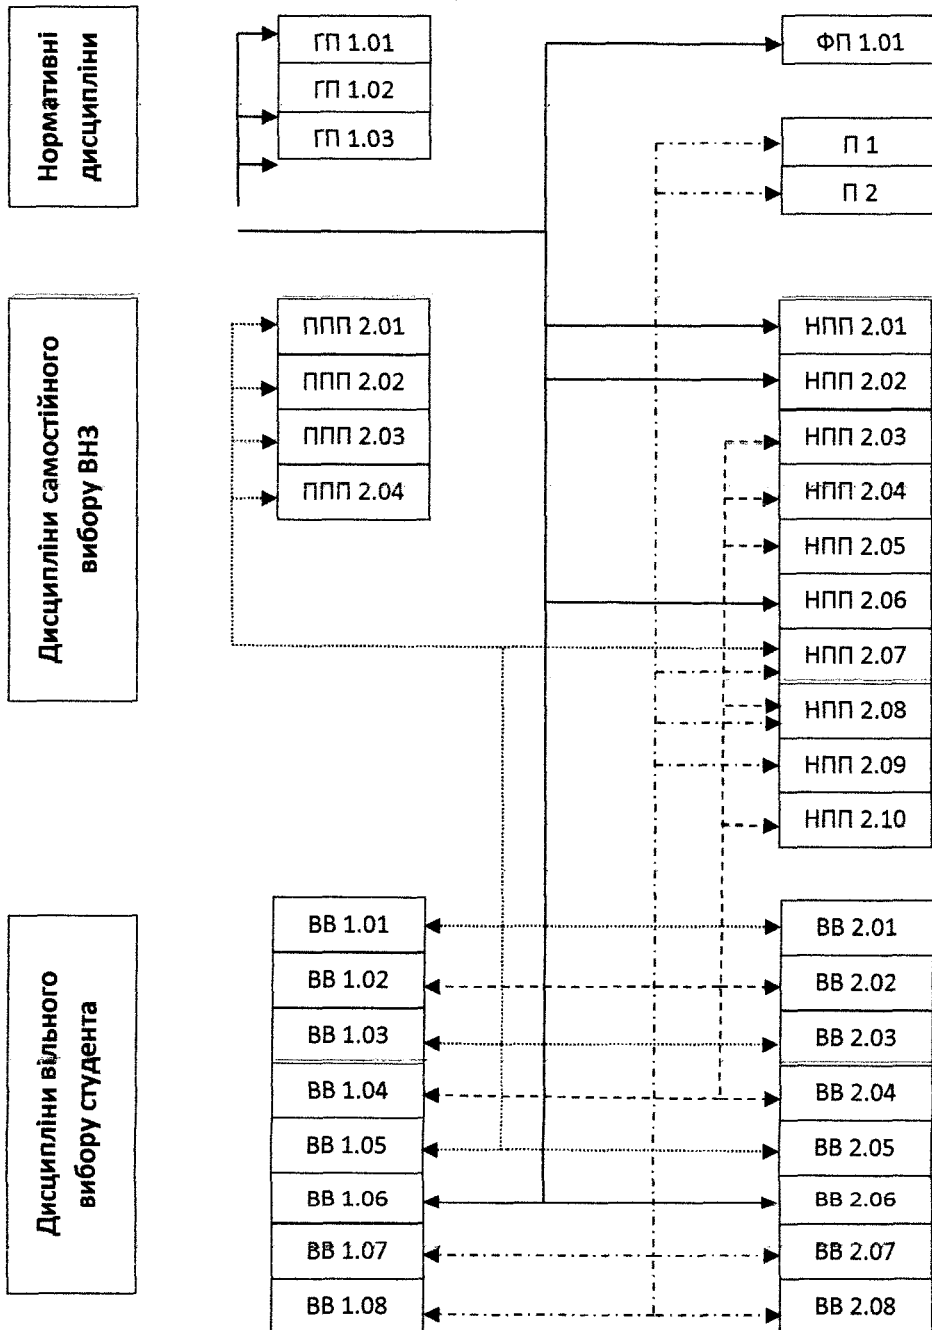 Нормативні
дисципліни
ГП 1.01
ГП 1.02
ГП 1.03
ФП 1.01
П 1
П 2
Дисципліни самостійного
вибору ВНЗ
ППП 2.01
ППП 2.02
ППП 2.03
ППП 2.04
НПП 2.01
НПП 2.02
НПП 2.03
НПП 2.04
НПП 2.05
НПП 2.06
НПП 2.07
НПП 2.08
НПП 2.09
НПП 2.10
Дисципліни вільного
вибору студента
ВВ 1.01
ВВ 1.02
ВВ 1.03
ВВ 1.04
ВВ 1.05
ВВ 1.06
ВВ 1.07
ВВ 1.08
ВВ 2.01
ВВ 2.02
ВВ 2.03
ВВ 2.04
ВВ 2.05
ВВ 2.06
ВВ 2.07
ВВ 2.08